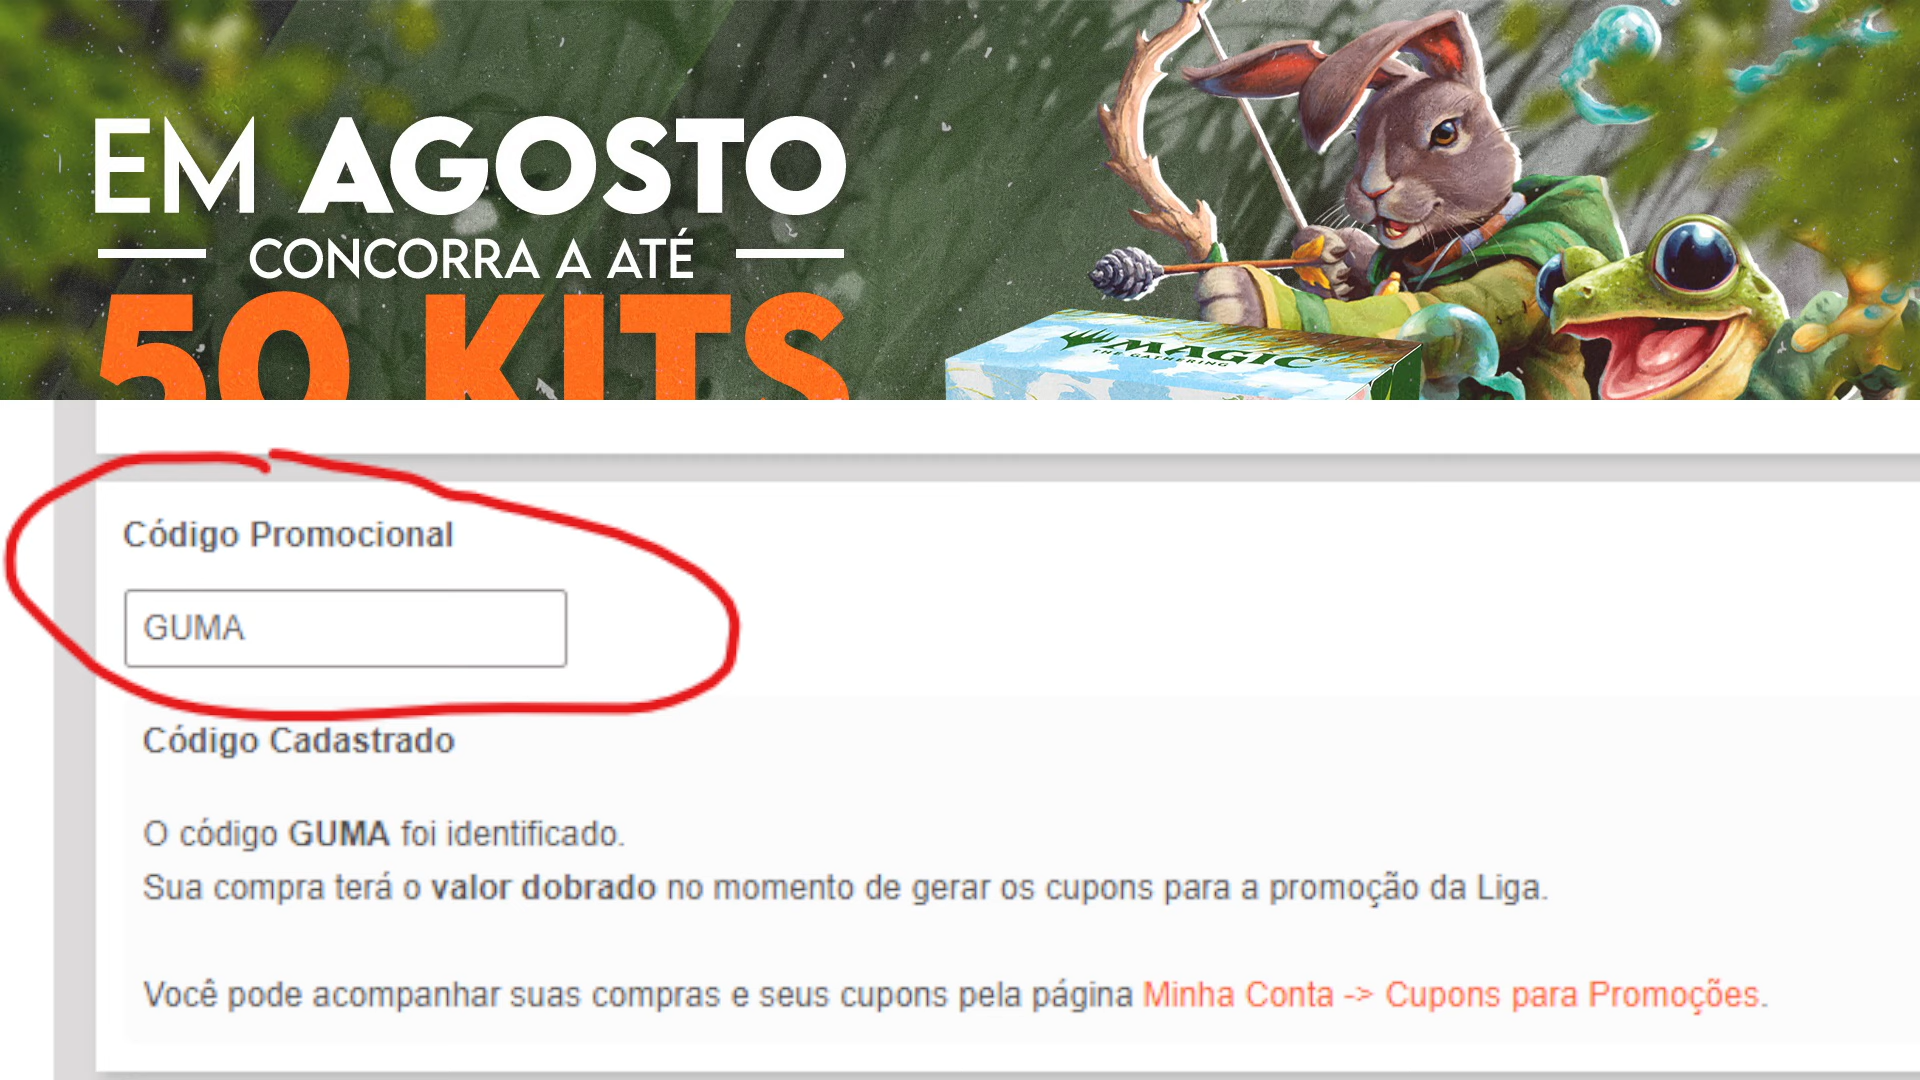 EM AGOSTO
CONCORRA A ATÉ
50 KITS
MAGIC
THE GATHERING
Código Promocional
GUMA
Código Cadastrado
O código GUMA foi identificado.
Sua compra terá o valor dobrado no momento de gerar os cupons para a promoção da Liga.
Você pode acompanhar suas compras e seus cupons pela página Minha Conta -> Cupons para Promoções.